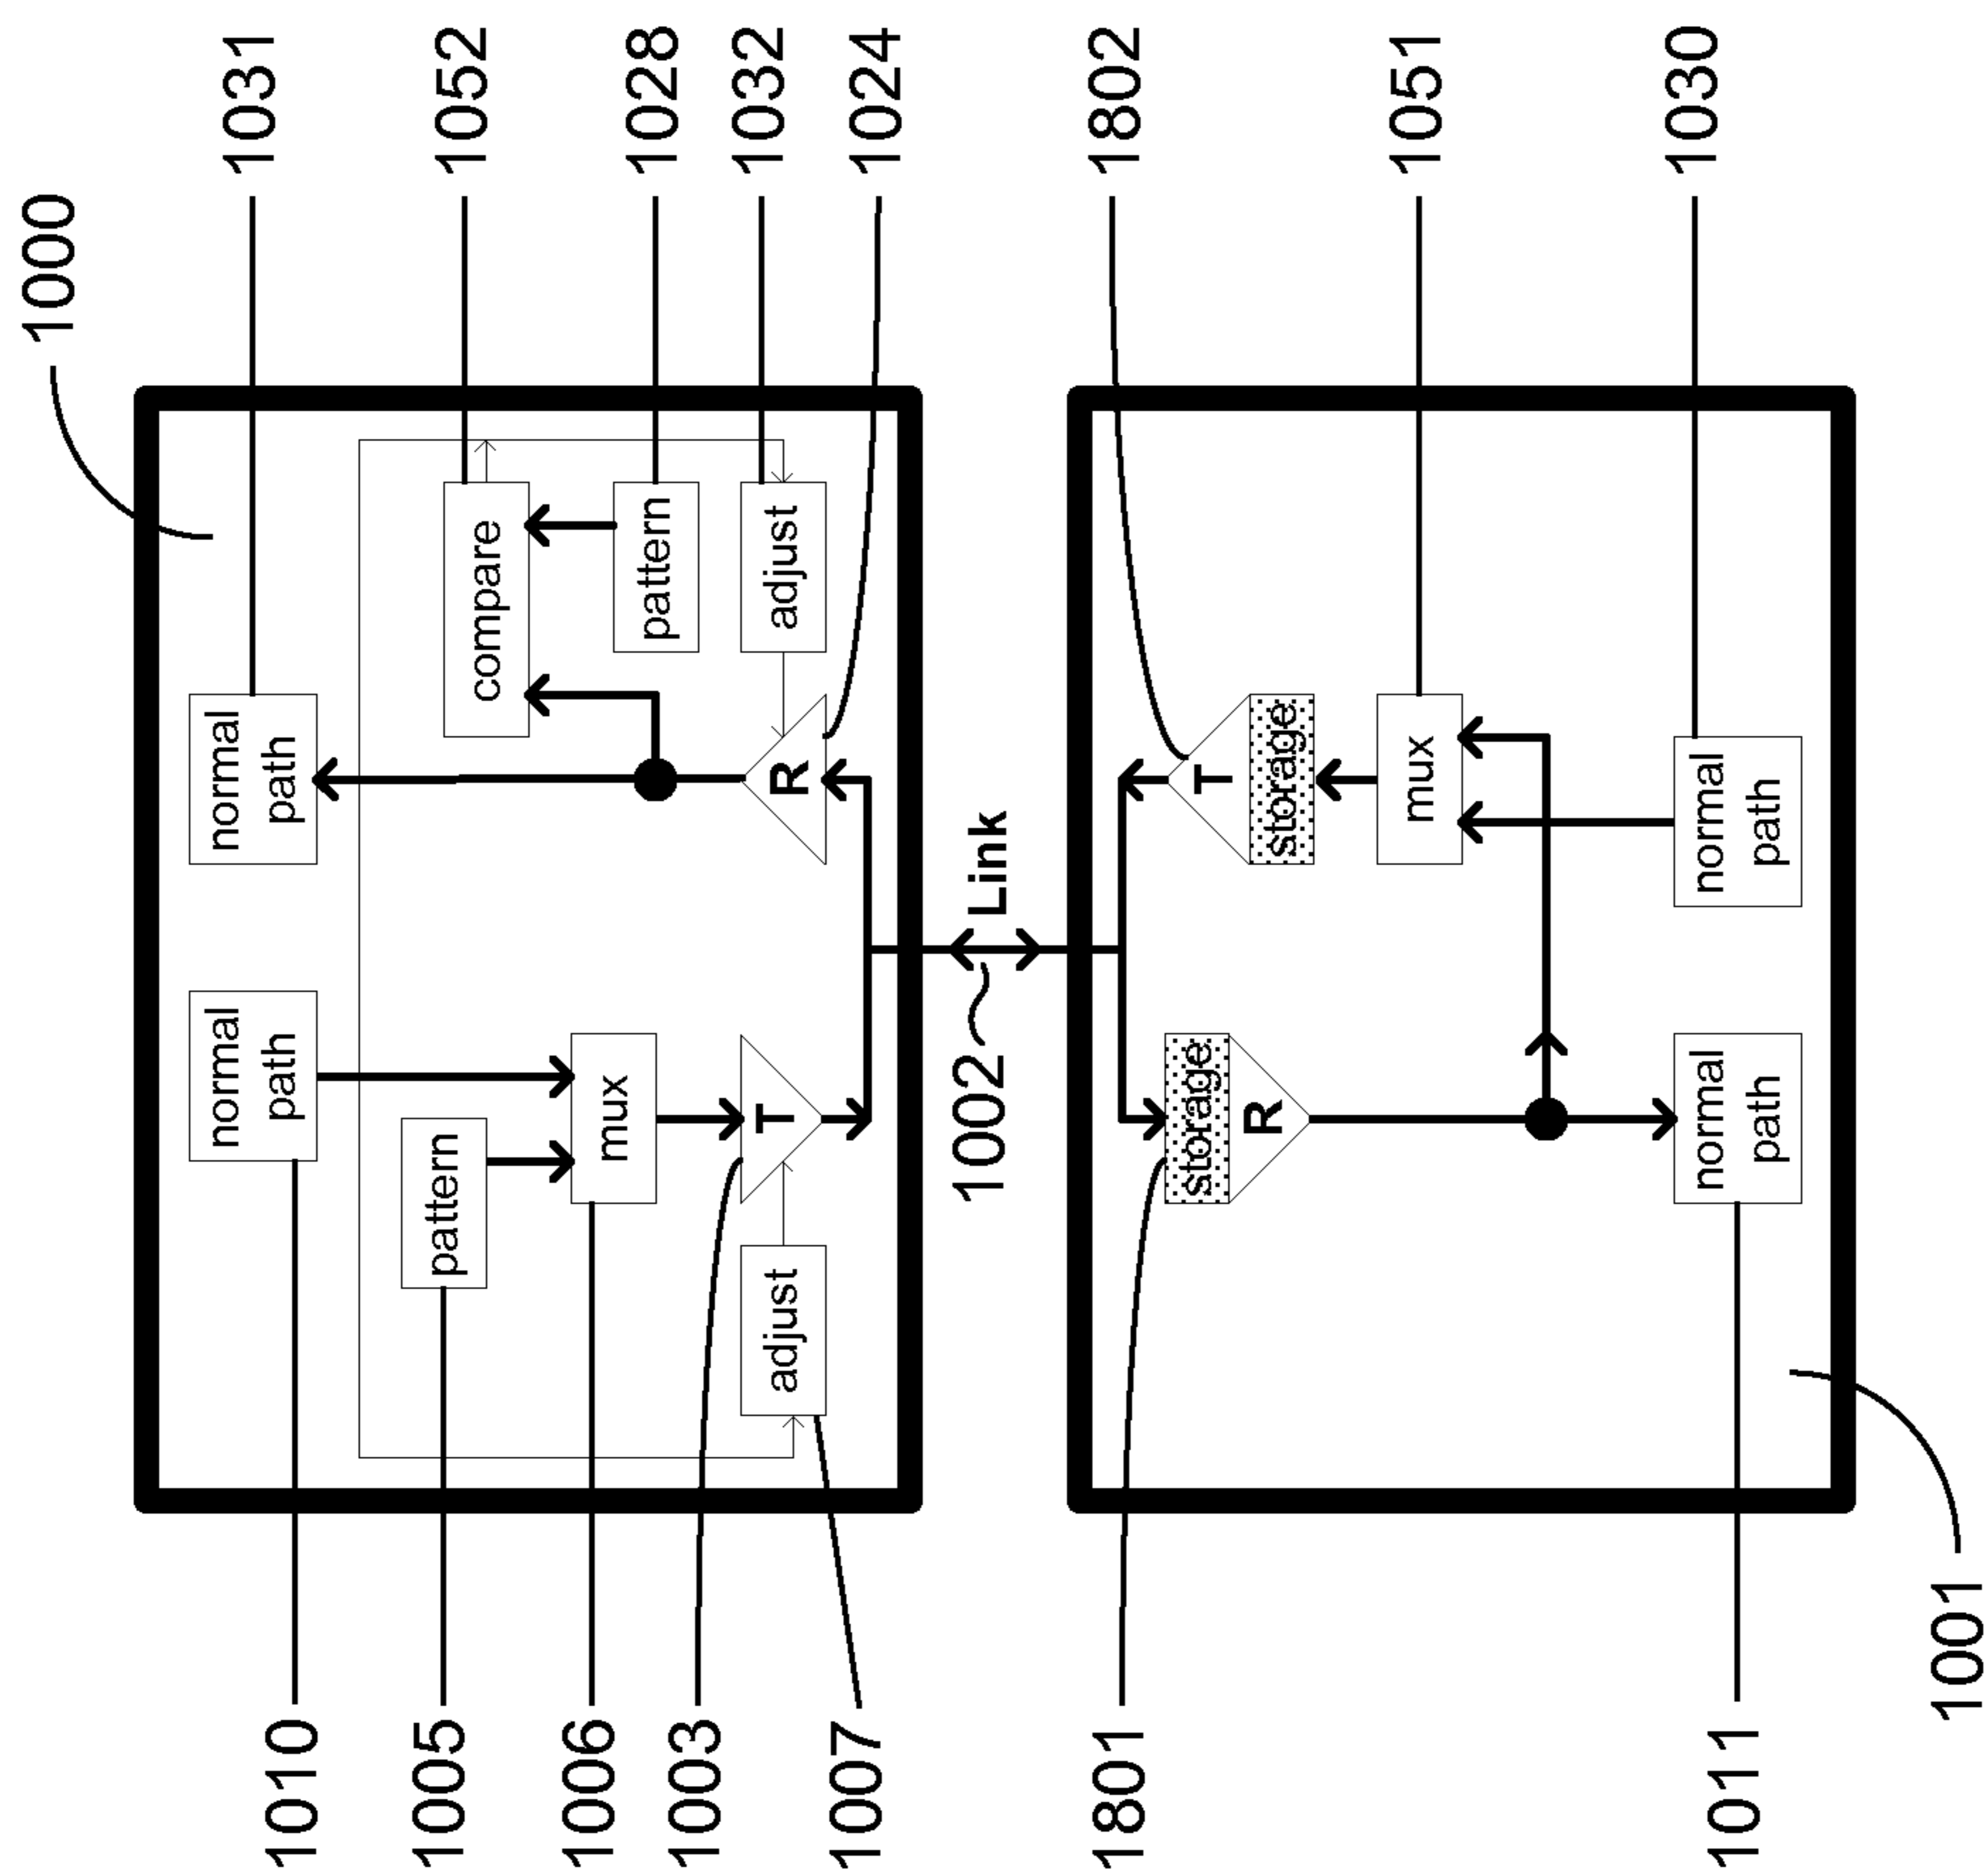 1000
1031
1052
1028
1032
1024
1802
1051
1030
normal
path
compare
pattern
adjust
R
normal
path
pattern
mux
T
adjust
Link
1002
T
storage
mux
normal
path
storage
R
normal
path
1010
1005
1006
1003
1007
1801
1011
1001